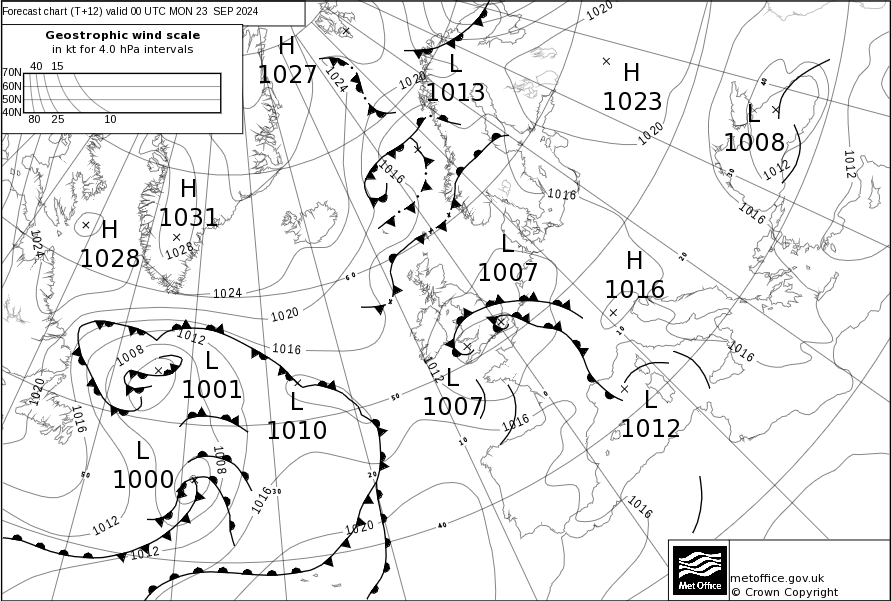 Forecast chart (T+12) valid 00 UTC MON 23 SEP 2024
Geostrophic wind scale
in kt for 4.0 hPa intervals
40 15
70N
60N
50N
40N
80 25 10
H
1027
L
1013
H
1023
L
1008
H
1031
H
1028
L
1007
H
1016
L
1001
L
1010
L
1007
L
1012
L
1000
1020
1024
1020
1020
1012
1012
1016
1016
1016
1028
1024
1024
1020
1016
1012
1008
1020
1016
1012
1016
1016
1008
1016
1012
1012
1020
1016
60
50
50
40
30
20
10
0
10
20
30
40
Met Office
metoffice.gov.uk
© Crown Copyright